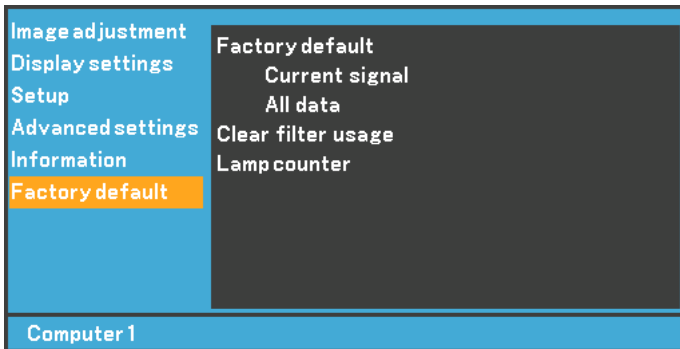 Image adjustment
Display settings
Setup
Advanced settings
Information
Factory default
Factory default
Current signal
All data
Clear filter usage
Lamp counter
Computer 1